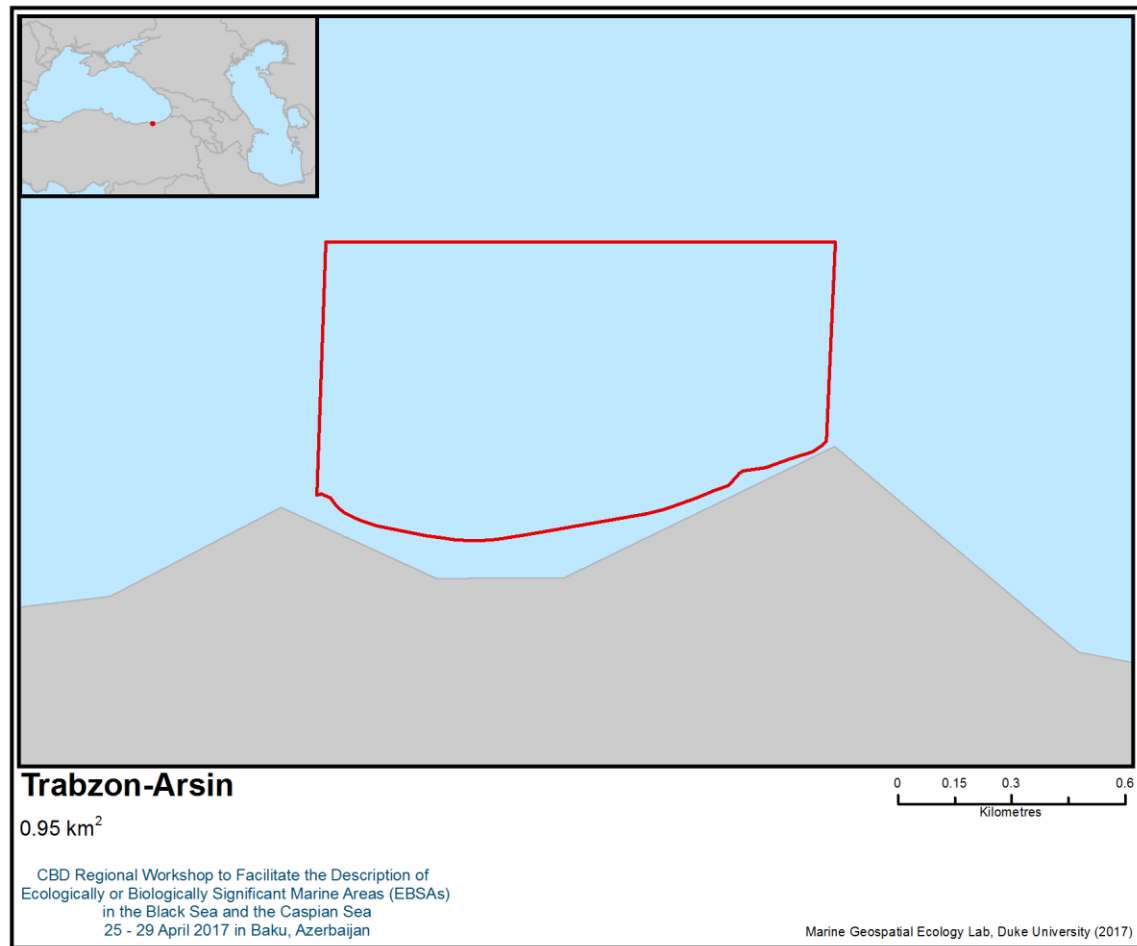 Trabzon-Arsin
0.95 km²
0 0.15 0.3 0.6
Kilometres
CBD Regional Workshop to Facilitate the Description of
Ecologically or Biologically Significant Marine Areas (EBSAs)
in the Black Sea and the Caspian Sea
25 - 29 April 2017 in Baku, Azerbaijan
Marine Geospatial Ecology Lab, Duke University (2017)